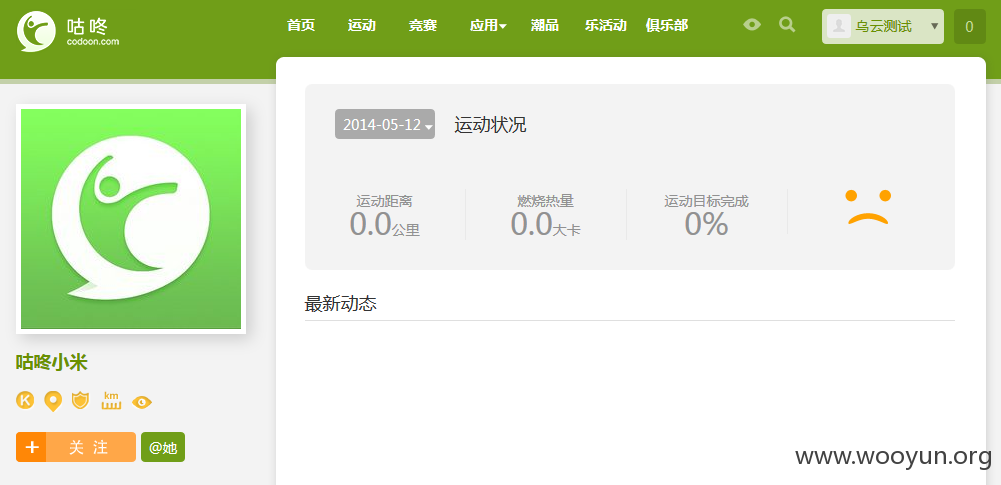 咕咚
codoon.com
首页 运动 竞赛 应用 潮品 乐活动 俱乐部
乌云测试
0
2014-05-12
运动状况
运动距离
0.0公里
燃烧热量
0.0大卡
运动目标完成
0%
最新动态
咕咚小米
K
km
+ 关 注
@她
www.wooyun.org